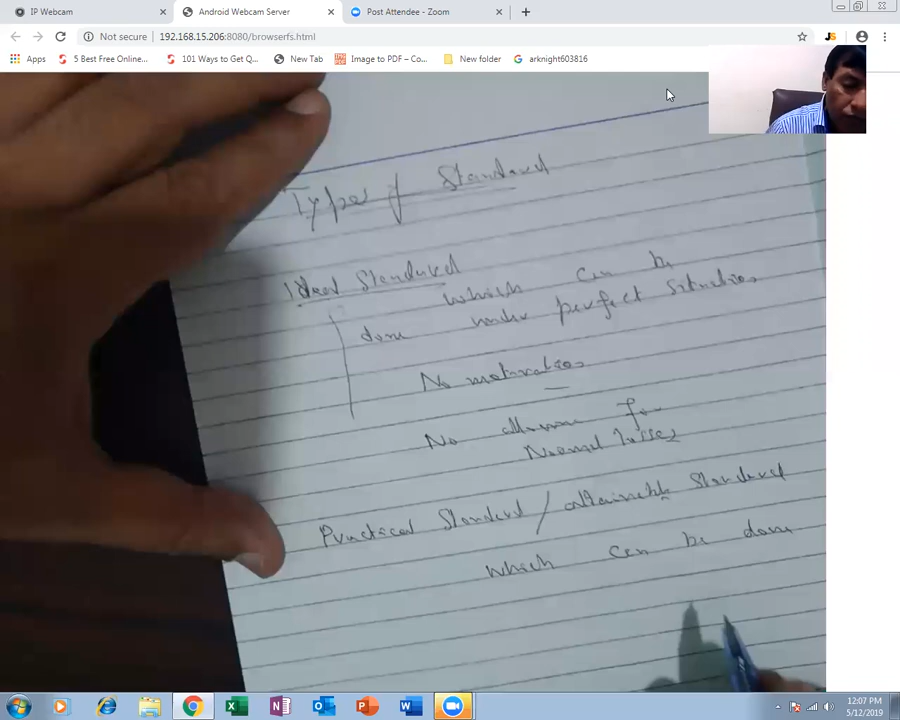 IP Webcam
Android Webcam Server
Post Attendee - Zoom
Not secure
192.168.15.206:8080/browserfs.html
Apps
5 Best Free Online...
101 Ways to Get Q...
New Tab
Image to PDF – Co...
New folder
arknight603816
JS
Types of Standard
Ideal Standard
which can be
done under perfect situation
No motivation
No allowance for
Normal losses
Practical Standard / attainable Standard
which can be done
12:07 PM
5/12/2019